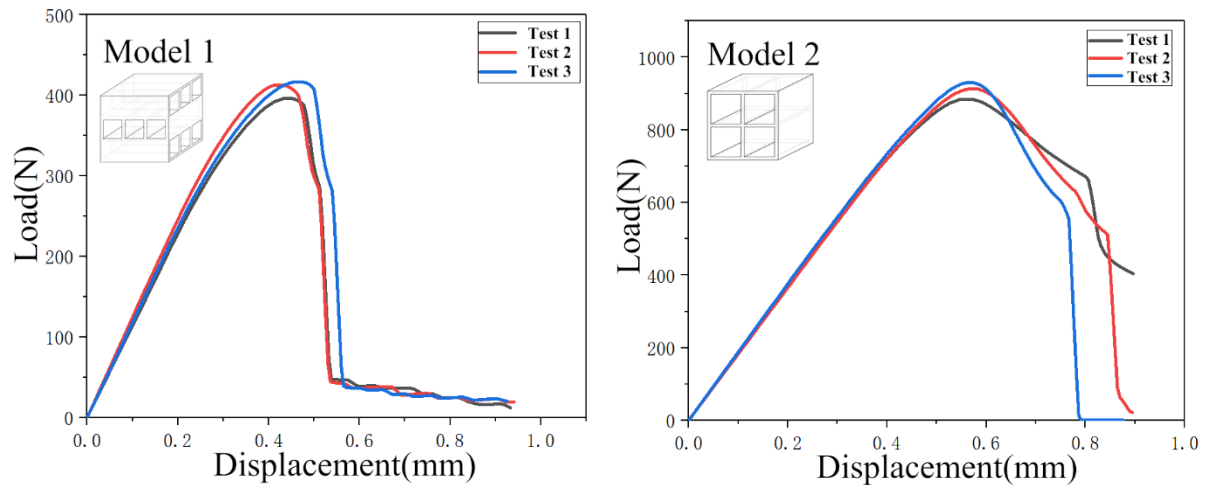 Model 1
Test 1
Test 2
Test 3
500
400
300
200
100
0
Load(N)
0.0 0.2 0.4 0.6 0.8 1.0
Displacement(mm)
Model 2
Test 1
Test 2
Test 3
1000
800
600
400
200
0
Load(N)
0.0 0.2 0.4 0.6 0.8 1.0
Displacement(mm)